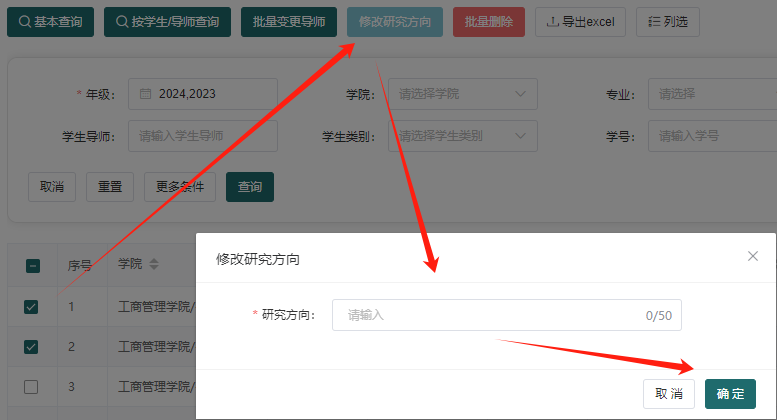 基本查询 按学生/导师查询 批量变更导师 修改研究方向 批量删除 导出excel 列选
* 年级: 2024,2023 学院: 请选择学院 专业: 请选择
学生导师: 请输入学生导师 学生类别: 请选择学生类别 学号: 请输入学号
取消 重置 更多条件 查询
序号 学院
修改研究方向
1 工商管理学院/
* 研究方向: 请输入 0/50
2 工商管理学院/
3 工商管理学院/
取 消 确 定